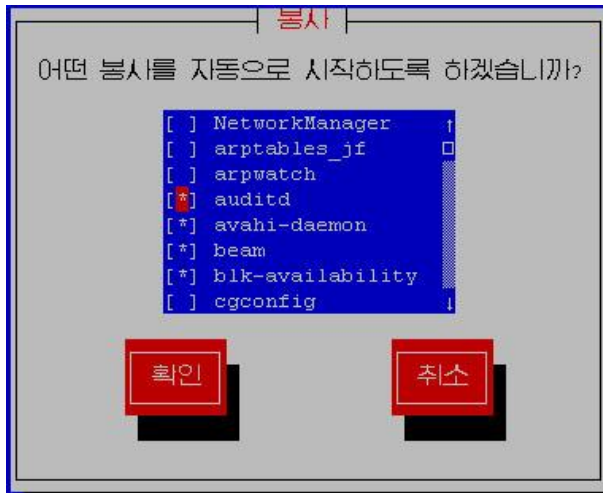 봉사
어떤 봉사를 자동으로 시작하도록 하겠습니까?
[ ] NetworkManager
[ ] arptables_jf
[ ] arpwatch
[*] auditd
[*] avahi-daemon
[*] beam
[*] blk-availability
[ ] cgconfig
확인 취소